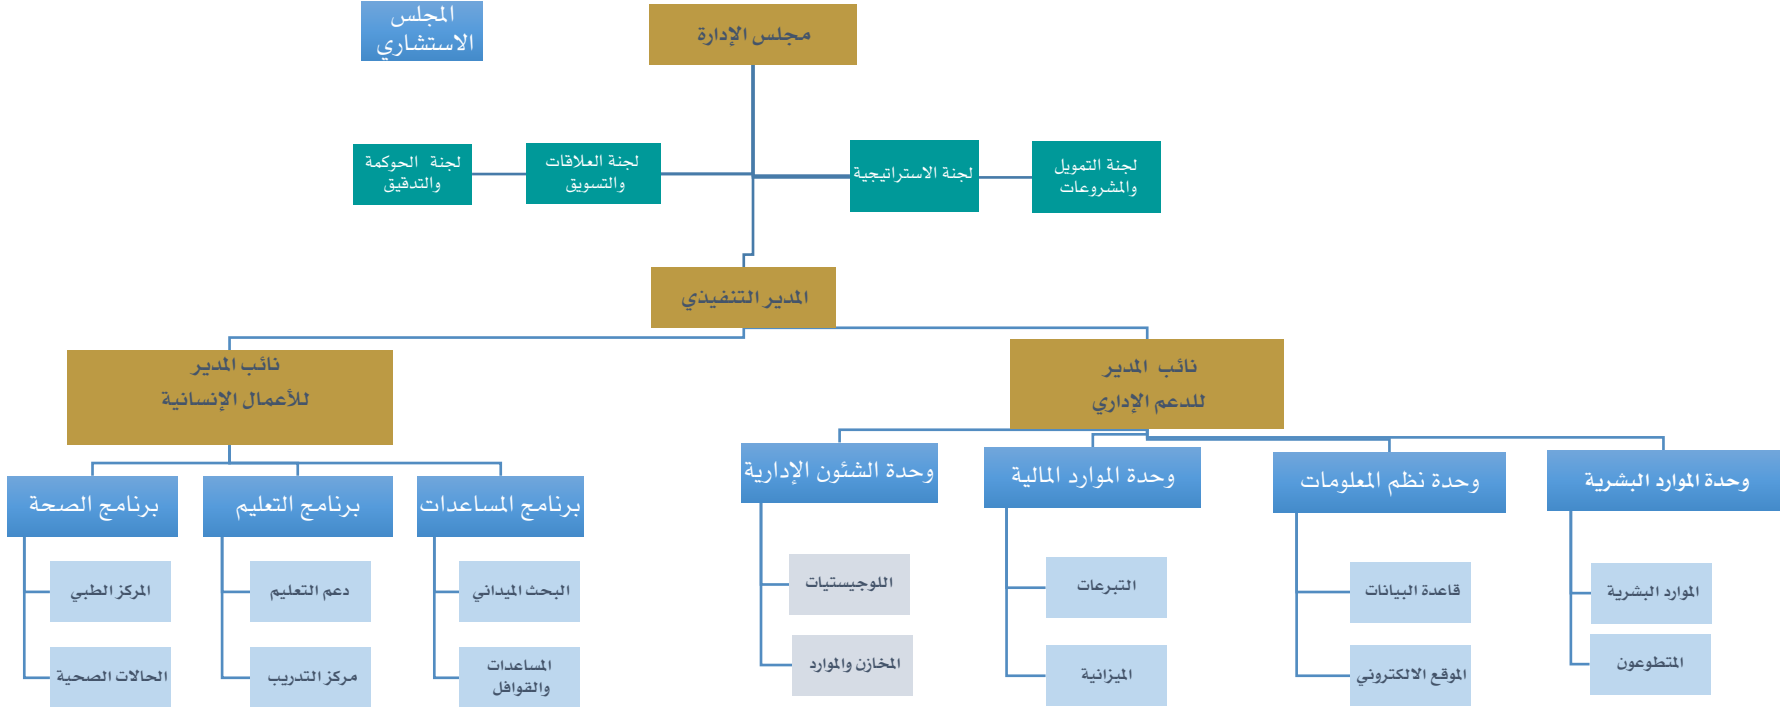 المجلس
الاستشاري
مجلس الإدارة
لجنة التمويل
والمشروعات
لجنة الاستراتيجية
لجنة العلاقات
والتسويق
لجنة الحوكمة
والتدقيق
المدير التنفيذي
نائب المدير
للدعم الإداري
نائب المدير
للأعمال الإنسانية
وحدة الموارد البشرية
وحدة نظم المعلومات
وحدة الموارد المالية
وحدة الشئون الإدارية
برنامج المساعدات
برنامج التعليم
برنامج الصحة
الموارد البشرية
قاعدة البيانات
التبرعات
اللوجيستيات
البحث الميداني
دعم التعليم
المركز الطبي
المتطوعون
الموقع الالكتروني
الميزانية
المخازن والموارد
المساعدات
والقوافل
مركز التدريب
الحالات الصحية